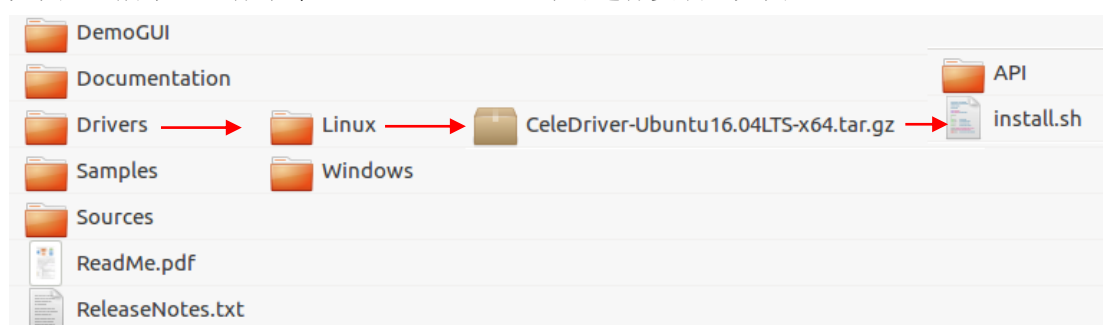 DemoGUI
Documentation
API
Drivers
Linux
CeleDriver-Ubuntu16.04LTS-x64.tar.gz
install.sh
Samples
Windows
Sources
ReadMe.pdf
ReleaseNotes.txt